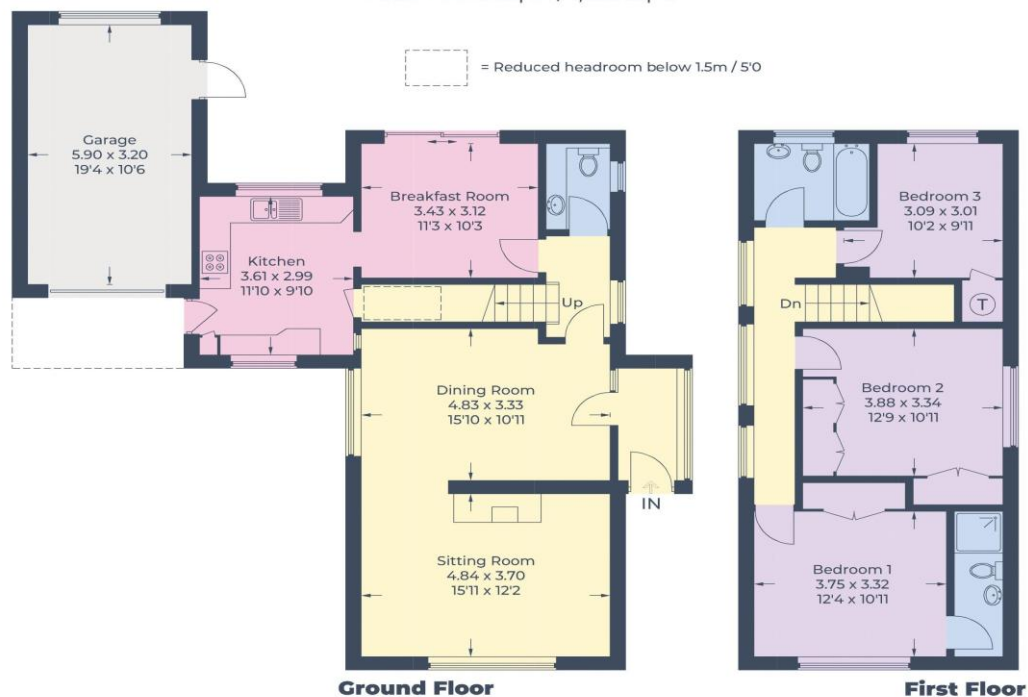 = Reduced headroom below 1.5m / 5'0
Garage
5.90 x 3.20
19'4 x 10'6
Breakfast Room
3.43 x 3.12
11'3 x 10'3
Kitchen
3.61 x 2.99
11'10 x 9'10
Up
Dining Room
4.83 x 3.33
15'10 x 10'11
IN
Sitting Room
4.84 x 3.70
15'11 x 12'2
Ground Floor
Bedroom 3
3.09 x 3.01
10'2 x 9'11
T
Dn
Bedroom 2
3.88 x 3.34
12'9 x 10'11
Bedroom 1
3.75 x 3.32
12'4 x 10'11
First Floor